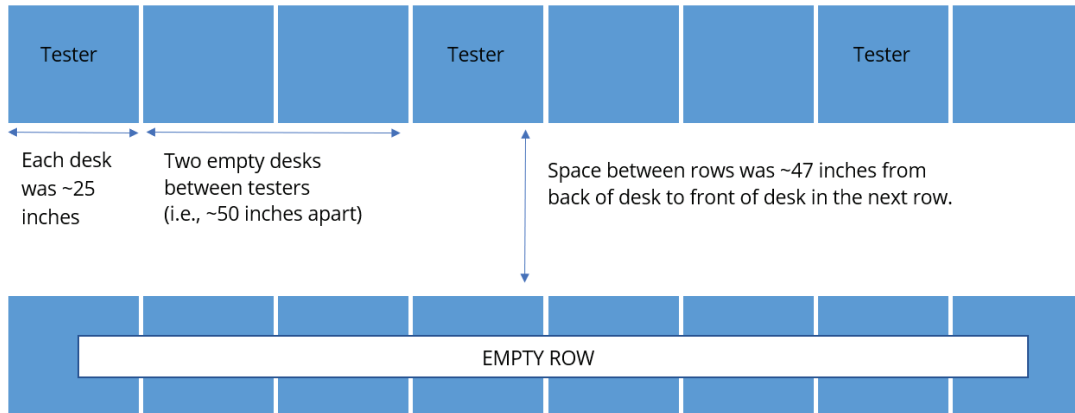 Tester
Tester
Tester
Each desk
was ~25
inches
Two empty desks
between testers
(i.e., ~50 inches apart)
Space between rows was ~47 inches from
back of desk to front of desk in the next row.
EMPTY ROW